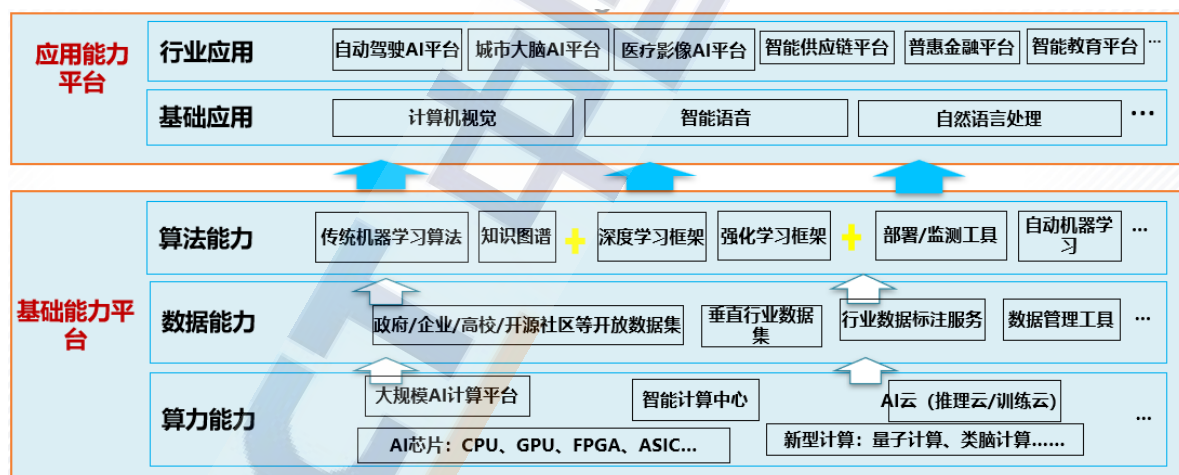 应用能力
平台
行业应用
自动驾驶AI平台
城市大脑AI平台
医疗影像AI平台
智能供应链平台
普惠金融平台
智能教育平台
...
基础应用
计算机视觉
智能语音
自然语言处理
...
基础能力平
台
算法能力
传统机器学习算法
知识图谱
+
深度学习框架
强化学习框架
+
部署/监测工具
自动机器学
习
...
数据能力
政府/企业/高校/开源社区等开放数据集
垂直行业数据
集
行业数据标注服务
数据管理工具
...
算力能力
大规模AI计算平台
智能计算中心
AI云（推理云/训练云）
...
AI芯片：CPU、GPU、FPGA、ASIC...
新型计算：量子计算、类脑计算......